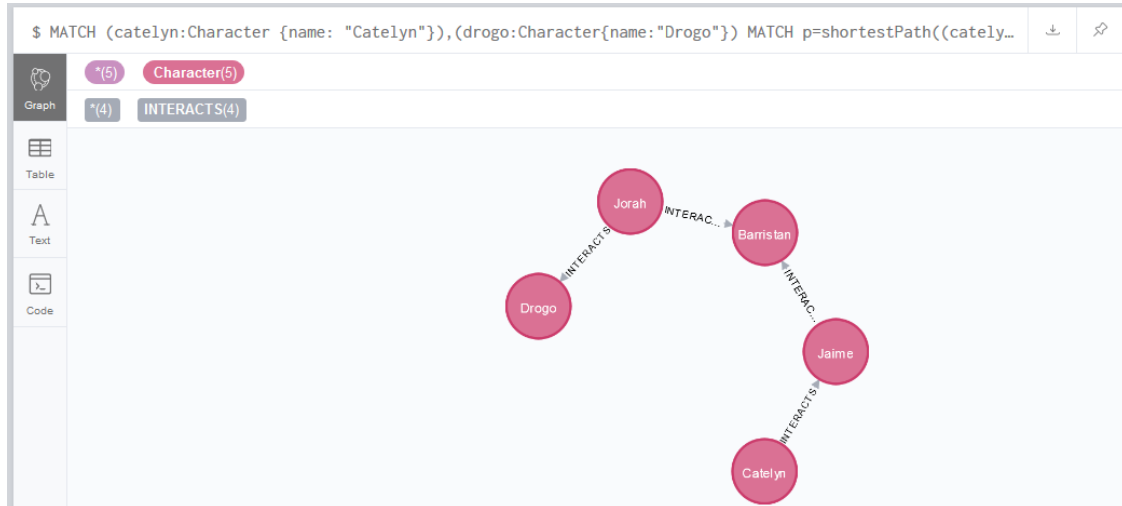 $ MATCH (catelyn:Character {name: "Catelyn"}),(drogo:Character{name:"Drogo"}) MATCH p=shortestPath((cately…
Graph
*(5) Character(5)
*(4) INTERACTS(4)
Table
Text
Code
Jorah
INTERAC...
Barristan
INTERACTS
Drogo
INTERAC...
Jaime
INTERACTS
Catelyn